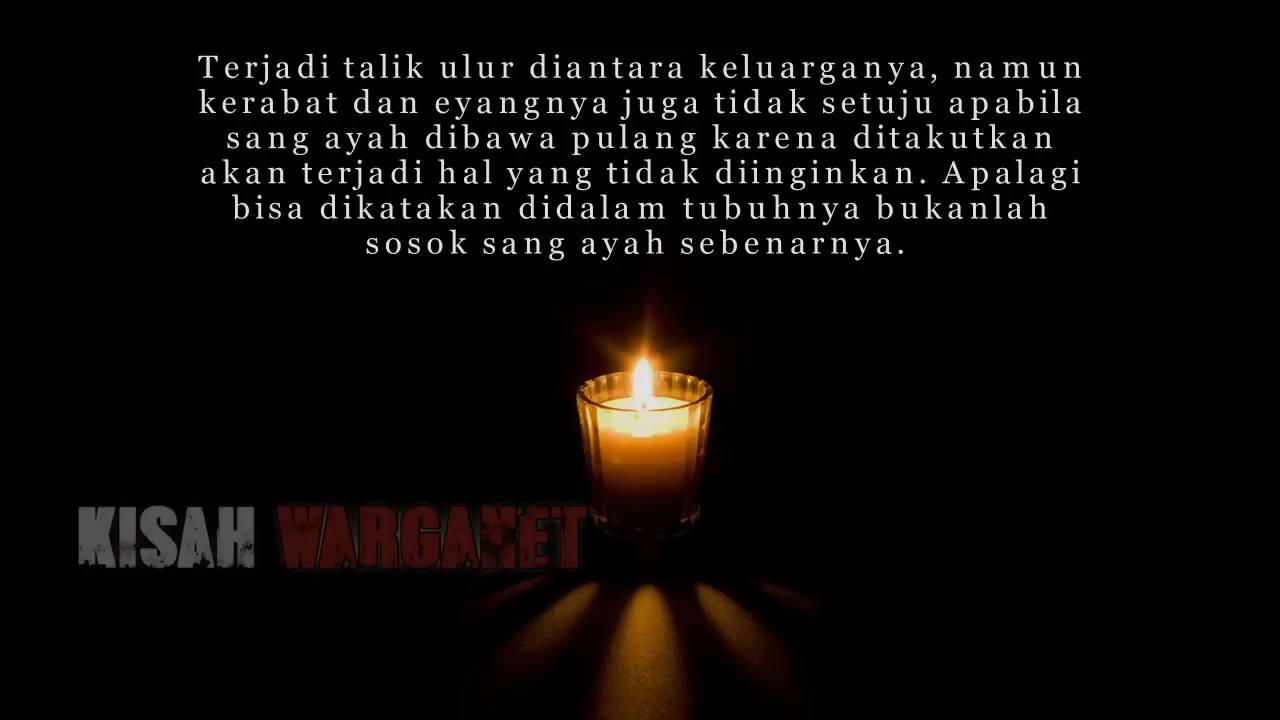 Terjadi talik ulur diantara keluarganya, namun
kerabat dan eyangnya juga tidak setuju apabila
sang ayah dibawa pulang karena ditakutkan
akan terjadi hal yang tidak diinginkan. Apalagi
bisa dikatakan didalam tubuhnya bukanlah
sosok sang ayah sebenarnya.
KISAH WARGANET